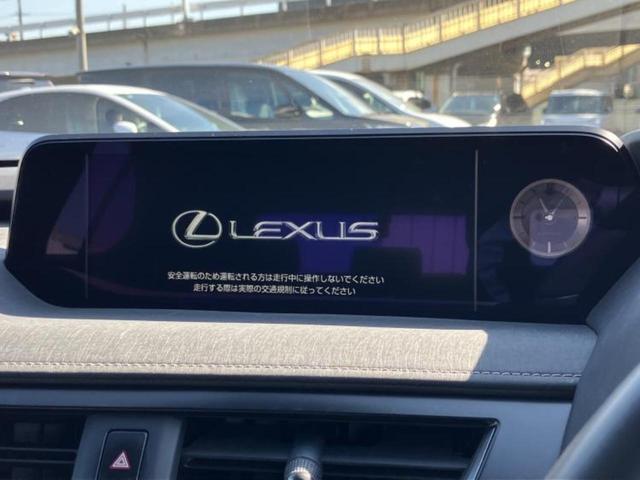 LEXUS
安全運転のため運転される方は走行中に操作しないでください
走行する際は実際の交通規制に従ってください